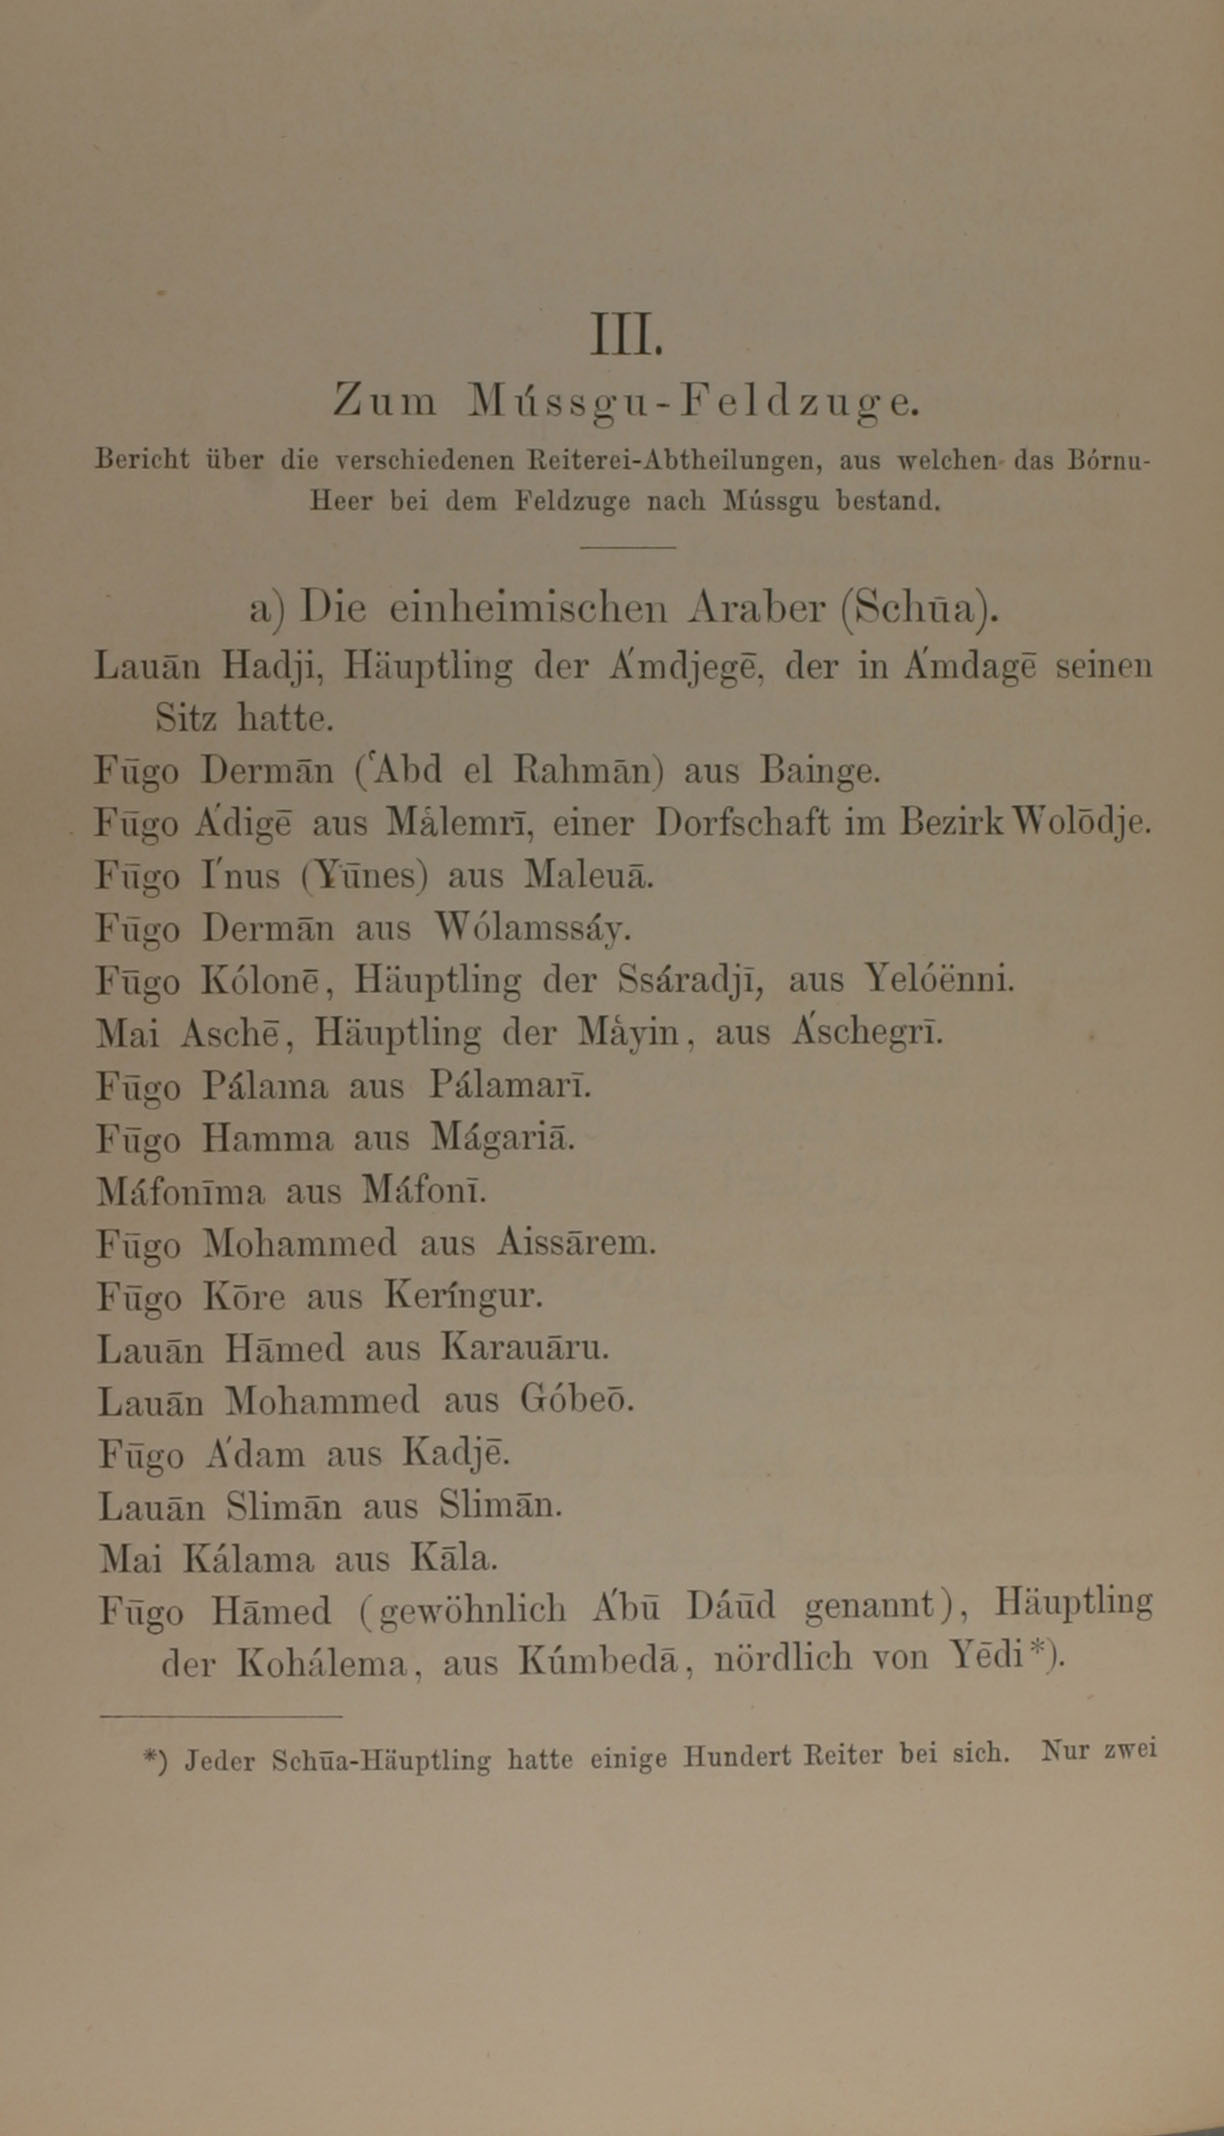 III.
Zum Mússgu-Feldzuge.
Bericht über die verschiedenen Reiterei-Abtheilungen, aus welchen das Bórnu-
Heer bei dem Feldzuge nach Mússgu bestand.
a) Die einheimischen Araber (Schūa).
Lauān Hadji, Häuptling der Ámdjegē, der in Ámdagē seinen
Sitz hatte.
Fūgo Dermān (ʿAbd el Rahmān) aus Bainge.
Fūgo Ádigē aus Màlemrī, einer Dorfschaft im Bezirk Wolōdje.
Fūgo Ínus (Yūnes) aus Maleuā.
Fūgo Dermān aus Wólamssáy.
Fūgo Kólonē, Häuptling der Ssáradjī, aus Yelóënni.
Mai Aschē, Häuptling der Màyin, aus Áschegrī.
Fūgo Pálama aus Pálamarī.
Fūgo Hamma aus Mágariā.
Máfonīma aus Máfonī.
Fūgo Mohammed aus Aissārem.
Fūgo Kōre aus Keríngur.
Lauān Hāmed aus Karauāru.
Lauān Mohammed aus Góbeō.
Fūgo Ádam aus Kadjē.
Lauān Slimān aus Slimān.
Mai Kálama aus Kāla.
Fūgo Hāmed (gewöhnlich Ábū Dáūd genannt), Häuptling
der Kohálema, aus Kúmbedā, nördlich von Yēdi*).
*) Jeder Schūa-Häuptling hatte einige Hundert Reiter bei sich. Nur zwei